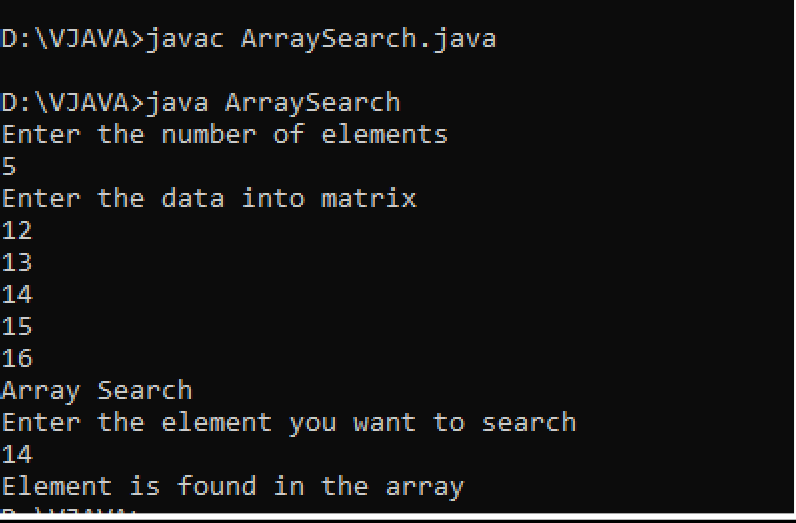 D:\VJAVA>javac ArraySearch.java
D:\VJAVA>java ArraySearch
Enter the number of elements
5
Enter the data into matrix
12
13
14
15
16
Array Search
Enter the element you want to search
14
Element is found in the array